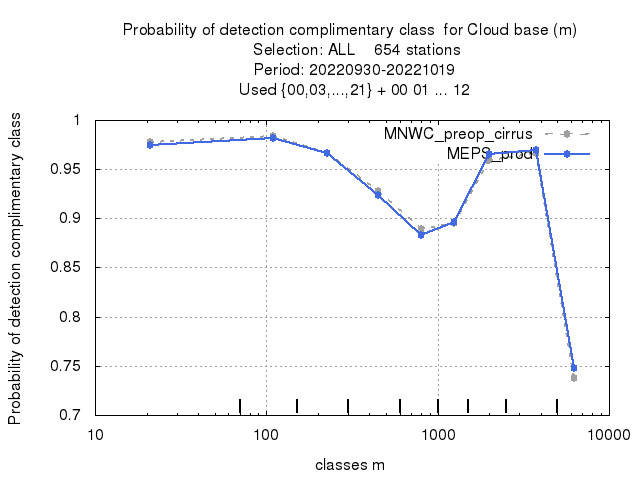 Probability of detection complimentary class  for Cloud base (m)
Selection: ALL    654 stations
Period: 20220930-20221019
Used {00,03,...,21} + 00 01 ... 12
Probability of detection complimentary class
1
0.95
0.9
0.85
0.8
0.75
0.7
MNWC_preop_cirrus
MEPS_prod
10
100
1000
10000
classes m